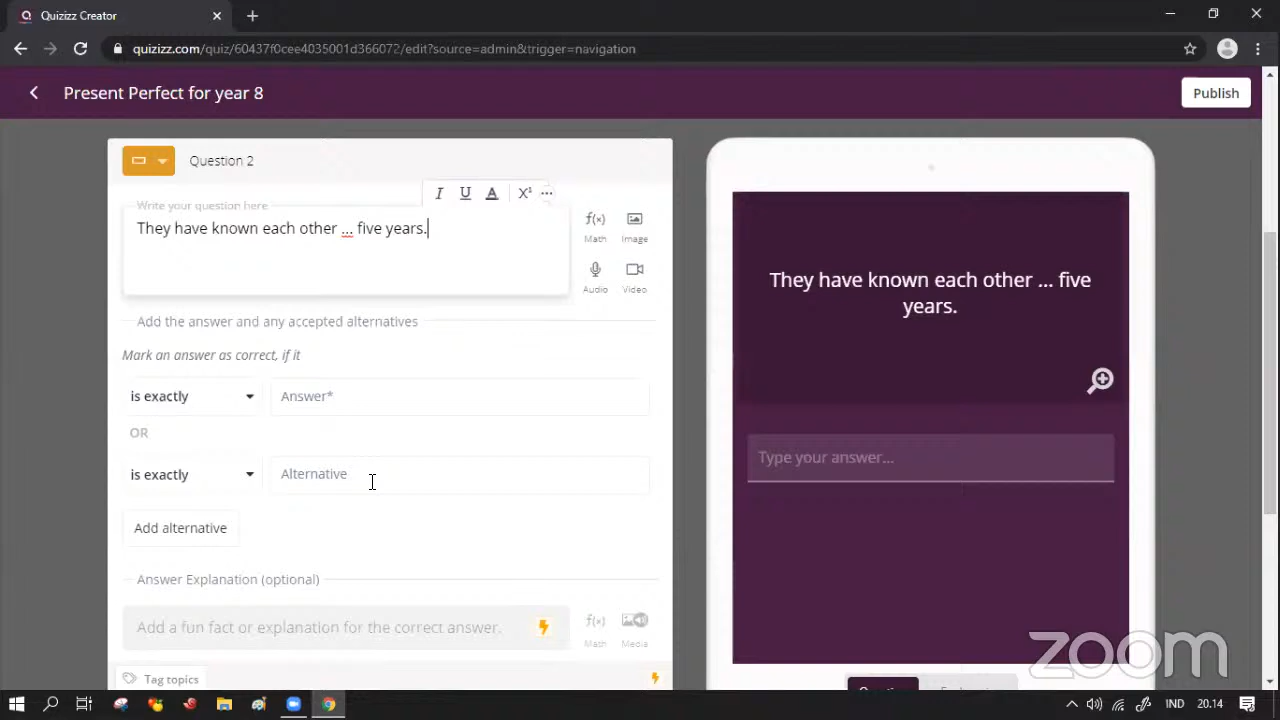 Quizizz Creator
quizizz.com/quiz/60437f0cee4035001d366072/edit?source=admin&trigger=navigation
Present Perfect for year 8
Publish
Question 2
Write your question here
I U A X¹ ...
They have known each other ... five years.
f(x) Math
Image
Audio
Video
Add the answer and any accepted alternatives
Mark an answer as correct, if it
is exactly
Answer*
OR
is exactly
Alternative
Add alternative
Answer Explanation (optional)
Add a fun fact or explanation for the correct answer.
f(x) Math
Media
Tag topics
They have known each other ... five
years.
Type your answer...
zoom
IND
20.14